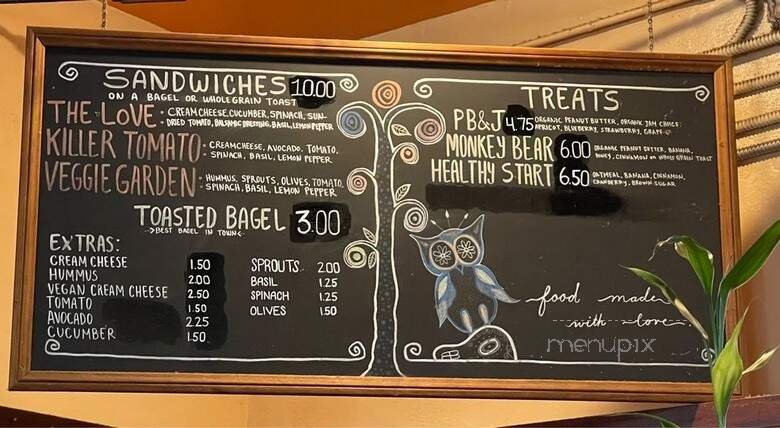 SANDWICHES 10.00
ON A BAGEL OR WHOLEGRAIN TOAST
THE LOVE - CREAMCHEESE, CUCUMBER, SPINACH, SUN-
DRIED TOMATO, BALSAMIC DRESSING, BASIL, LEMON PEPPER
KILLER TOMATO - CREAMCHEESE, AVOCADO, TOMATO,
SPINACH, BASIL, LEMON PEPPER
VEGGIE GARDEN - HUMMUS, SPROUTS, OLIVES, TOMATO,
SPINACH, BASIL, LEMON PEPPER
TOASTED BAGEL 3.00
BEST BAGEL IN TOWN
EXTRAS:
CREAM CHEESE 1.50
HUMMUS 2.00
VEGAN CREAM CHEESE 2.50
TOMATO 1.50
AVOCADO 2.25
CUCUMBER 1.50
SPROUTS 2.00
BASIL 1.25
SPINACH 1.25
OLIVES 1.50
TREATS
PB&J 4.75 ORGANIC PEANUT BUTTER, ORGANIC JAM CHOICE:
APRICOT, BLUEBERRY, STRAWBERRY, GRAPE
MONKEY BEAR 6.00 ORGANIC PEANUT BUTTER, BANANA,
HONEY, CINNAMON ON WHOLE GRAIN TOAST
HEALTHY START 6.50 OATMEAL, BANANA, CINNAMON,
CRANBERRY, BROWN SUGAR
food made
with love
menupix